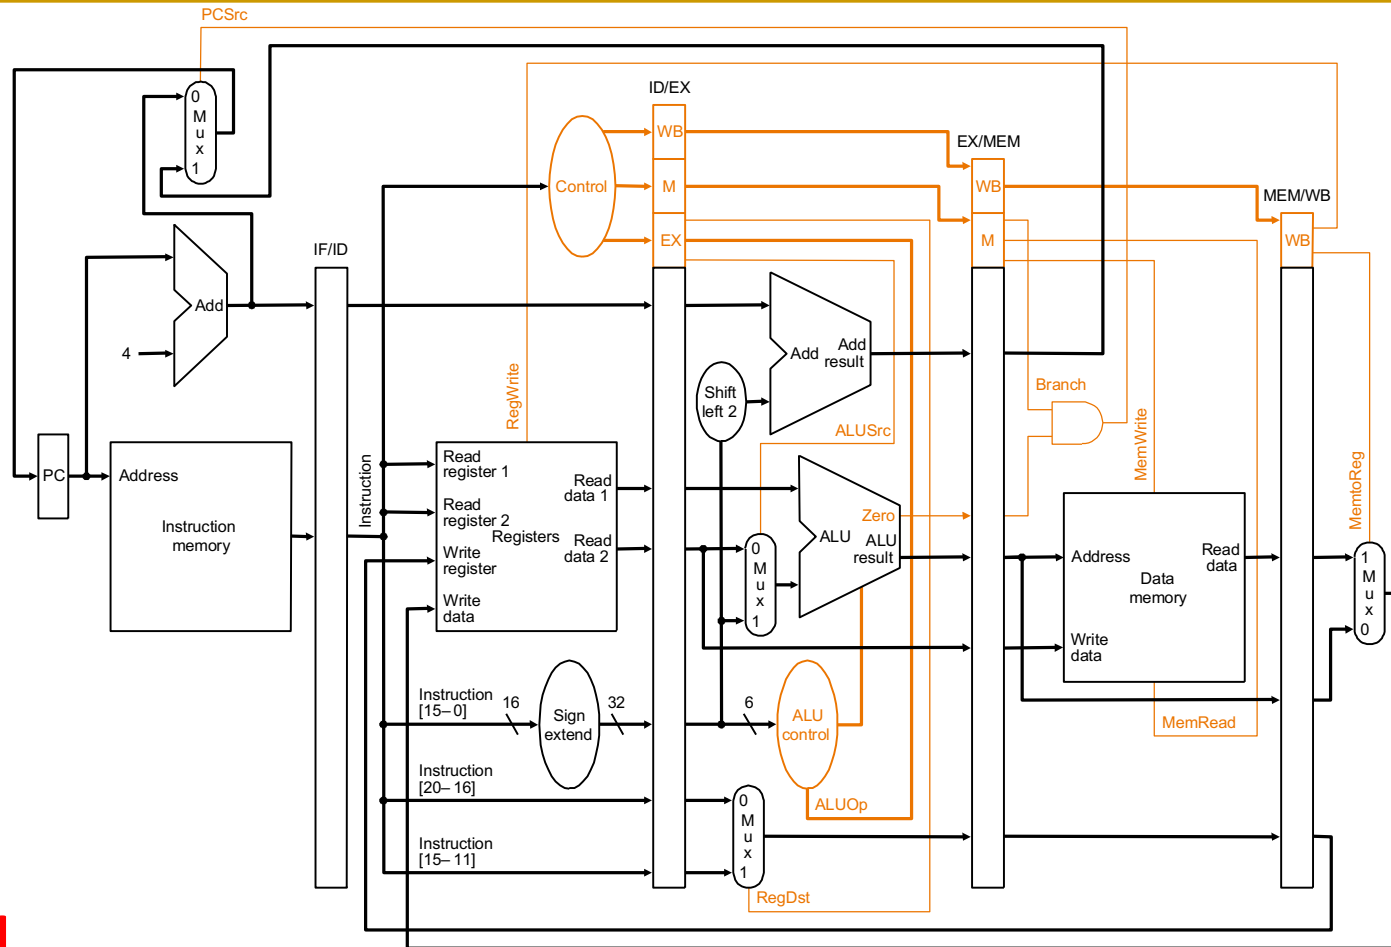 PCSrc
ID/EX
0
M
u
x
1
WB
EX/MEM
Control
M
WB
MEM/WB
IF/ID
EX
M
WB
Add
4
Add
Add
result
Shift
left 2
Branch
RegWrite
ALUSrc
MemWrite
MemtoReg
PC
Address
Instruction
memory
Instruction
Read
register 1
Read
register 2
Write
register
Write
data
Registers
Read
data 1
Read
data 2
0
M
u
x
1
Zero
ALU
ALU
result
Address
Read
data
Data
memory
Write
data
1
M
u
x
0
Instruction
[15–0]
16
Sign
extend
32
6
ALU
control
MemRead
Instruction
[20–16]
0
M
u
x
1
ALUOp
Instruction
[15–11]
RegDst